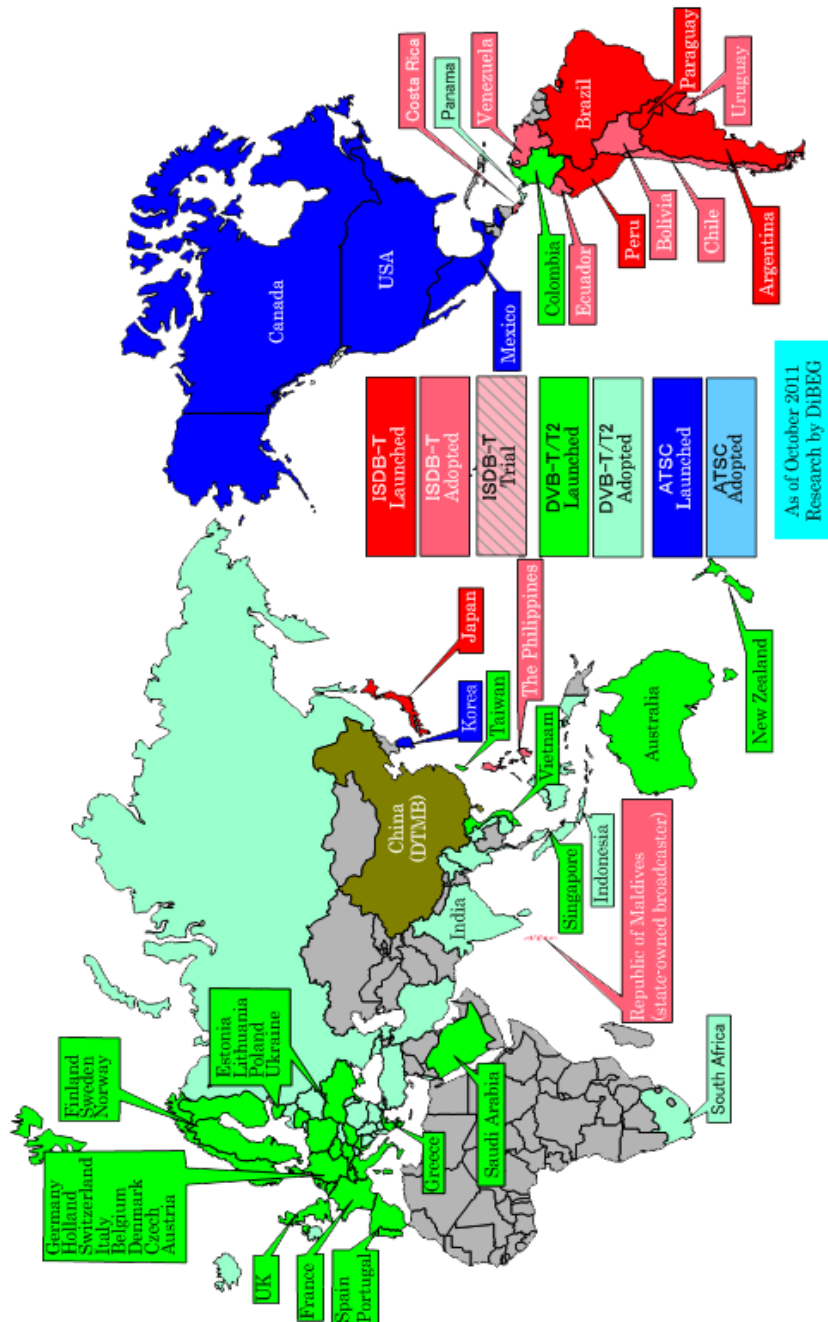 Germany
Holland
Switzerland
Italy
Belgium
Denmark
Czech
Austria
Finland
Sweden
Norway
Estonia
Lithuania
Poland
Ukraine
UK
France
Spain
Portugal
Greece
Saudi Arabia
South Africa
India
China
(DTMB)
Republic of Maldives
(state-owned broadcaster)
Singapore
Indonesia
Vietnam
Taiwan
Korea
Japan
The Philippines
Australia
New Zealand
ISDB-T
Launched
ISDB-T
Adopted
ISDB-T
Trial
DVB-T/T2
Launched
DVB-T/T2
Adopted
ATSC
Launched
ATSC
Adopted
As of October 2011
Research by DiBEG
Canada
USA
Mexico
Costa Rica
Panama
Venezuela
Colombia
Ecuador
Peru
Bolivia
Chile
Argentina
Brazil
Paraguay
Uruguay